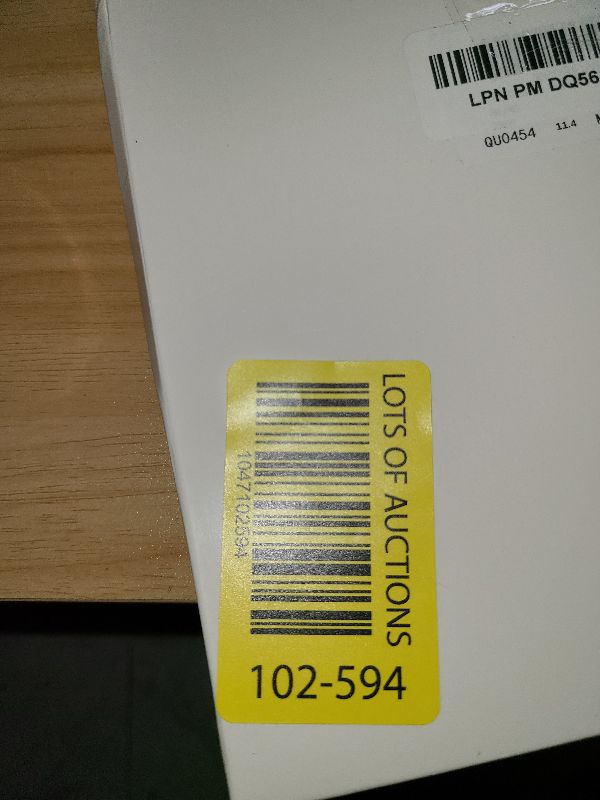 LPN PM DQ56
QU0454 11.4
LOTS OF AUCTIONS
1047102594
102-594